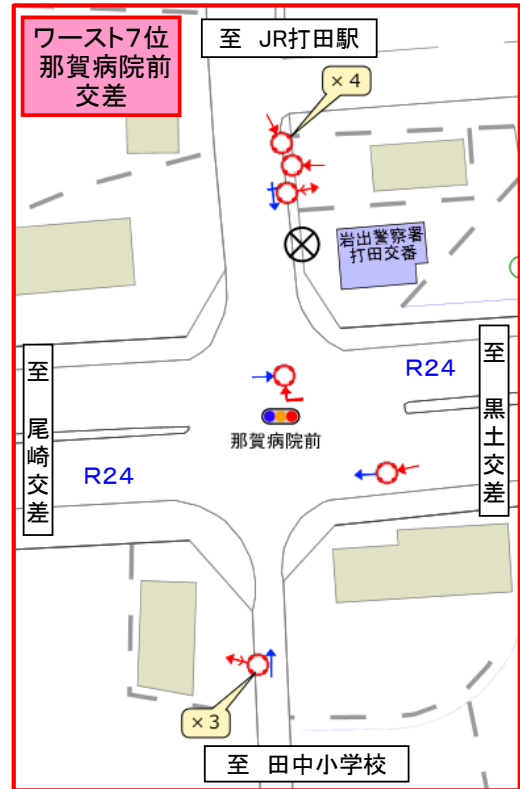 ワースト7位
那賀病院前
交差
至 JR打田駅
×4
岩出警察署
打田交番
至 尾崎交差
R24
至 黒土交差
那賀病院前
R24
×3
至 田中小学校